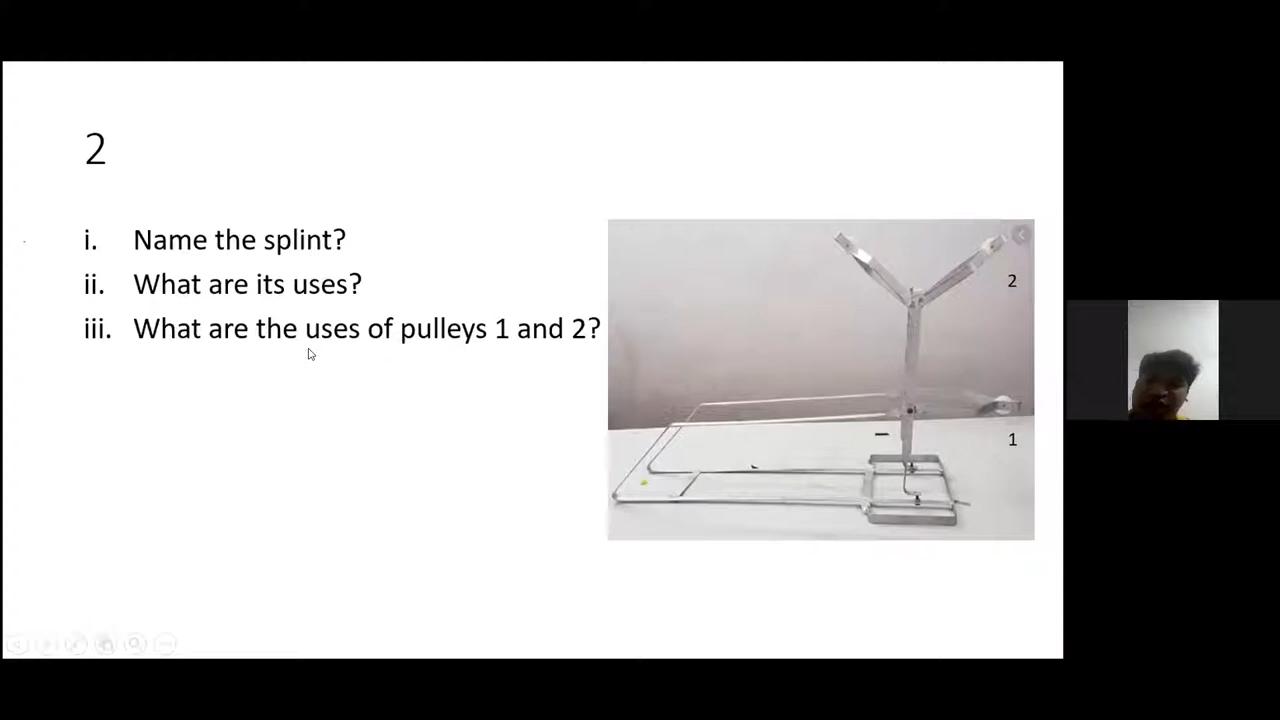 2
i. Name the splint?
ii. What are its uses?
iii. What are the uses of pulleys 1 and 2?
2
1